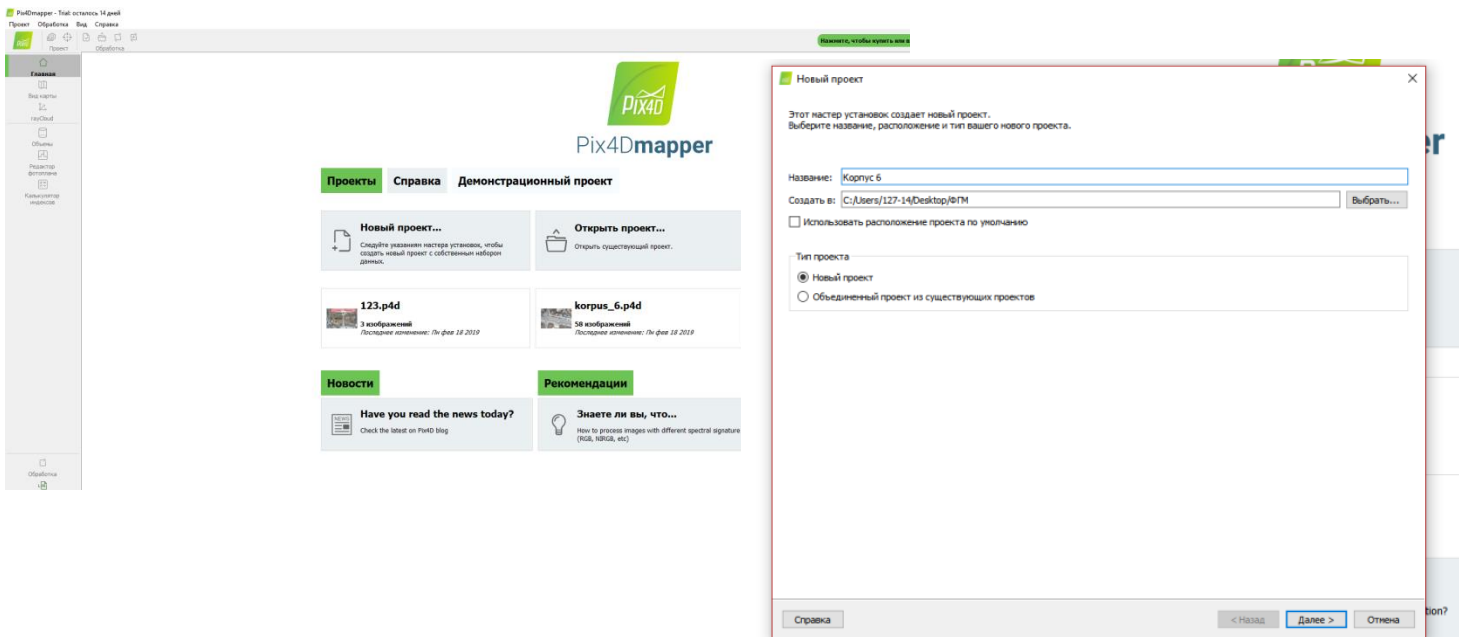 Pix4Dmapper - Trial: осталось 14 дней
Проект Обработка Вид Справка
Проект Обработка
Нажмите, чтобы купить или
Главная
Вид карты
rayCloud
Объемы
Редактор
фотоплана
Калькулятор
индексов
Обработка
PIX4D
Pix4Dmapper
Проекты Справка Демонстрационный проект
Новый проект...
Следуйте указаниям мастера установок, чтобы
создать новый проект с собственным набором
данных.
Открыть проект...
Открыть существующий проект.
123.p4d
3 изображений
Последнее изменение: Пн фев 18 2019
korpus_6.p4d
58 изображений
Последнее изменение: Пн фев 18 2019
Новости
Рекомендации
NEWS
Have you read the news today?
Check the latest on Pix4D blog
Знаете ли вы, что...
How to process images with different spectral signature
(RGB, NIRGB, etc)
Новый проект
Этот мастер установок создает новый проект.
Выберите название, расположение и тип вашего нового проекта.
Название: Корпус 6
Создать в: C:/Users/127-14/Desktop/ФГМ Выбрать...
Использовать расположение проекта по умолчанию
Тип проекта
Новый проект
Объединенный проект из существующих проектов
Справка < Назад Далее > Отмена
er
tion?